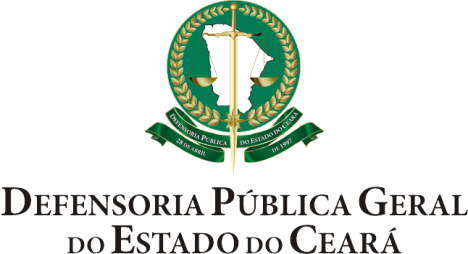 DEFENSORIA PÚBLICA DO ESTADO DO CEARÁ
28 DE ABRIL DE 1997
DEFENSORIA PÚBLICA GERAL
DO ESTADO DO CEARÁ